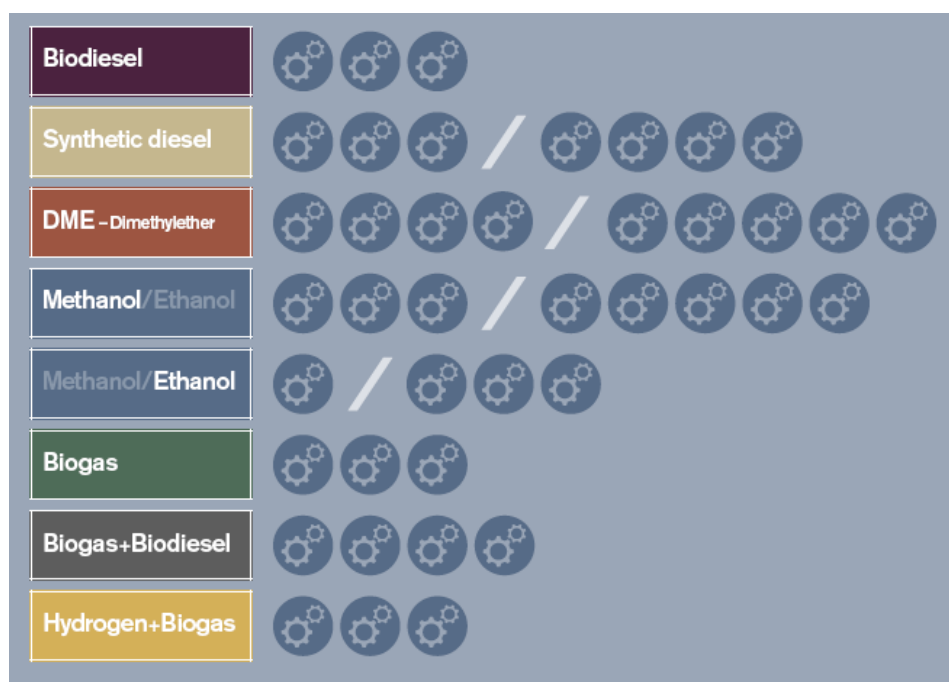 Biodiesel
Synthetic diesel
DME – Dimethylether
Methanol/Ethanol
Methanol/Ethanol
Biogas
Biogas+Biodiesel
Hydrogen+Biogas